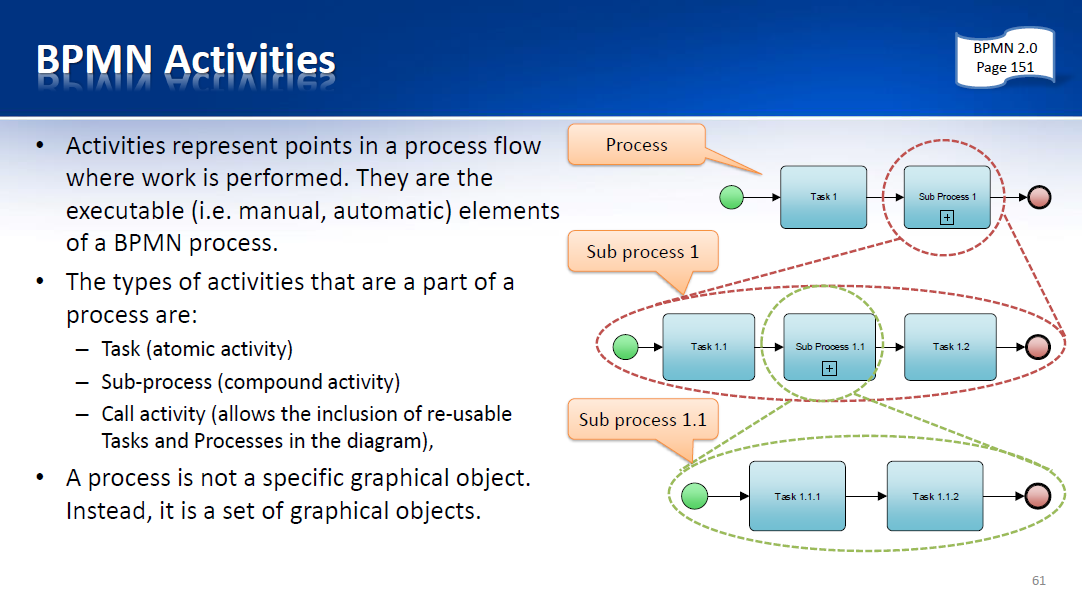 BPMN Activities
BPMN 2.0
Page 151
• Activities represent points in a process flow
where work is performed. They are the
executable (i.e. manual, automatic) elements
of a BPMN process.
• The types of activities that are a part of a
process are:
– Task (atomic activity)
– Sub-process (compound activity)
– Call activity (allows the inclusion of re-usable
Tasks and Processes in the diagram),
• A process is not a specific graphical object.
Instead, it is a set of graphical objects.
Process
Task 1
Sub Process 1
Sub process 1
Task 1.1
Sub Process 1.1
Task 1.2
Sub process 1.1
Task 1.1.1
Task 1.1.2
61